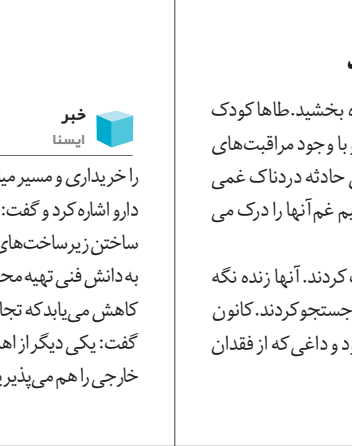 ه بخشید. طاها کودک
با وجود مراقبت‌های
حادثه دردناک غمی
یم غم آنها را درک می
کردند. آنها زنده نگه
جستجو کردند. کانون
د و داغی که از فقدان
خبر
ایسنا
را خریداری و مسیر می
دارو اشاره کرد و گفت:
ساختن زیرساخت‌های
به دانش فنی تهیه مح
کاهش می‌یابد که تجا
گفت: یکی دیگر از اه
خارجی را هم می‌پذیری